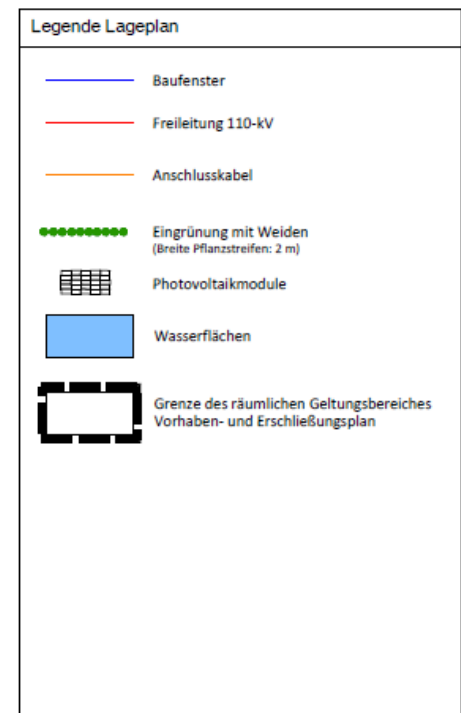 Legende Lageplan
Baufenster
Freileitung 110-kV
Anschlusskabel
Eingrünung mit Weiden
(Breite Pflanzstreifen: 2 m)
Photovoltaikmodule
Wasserflächen
Grenze des räumlichen Geltungsbereiches
Vorhaben- und Erschließungsplan